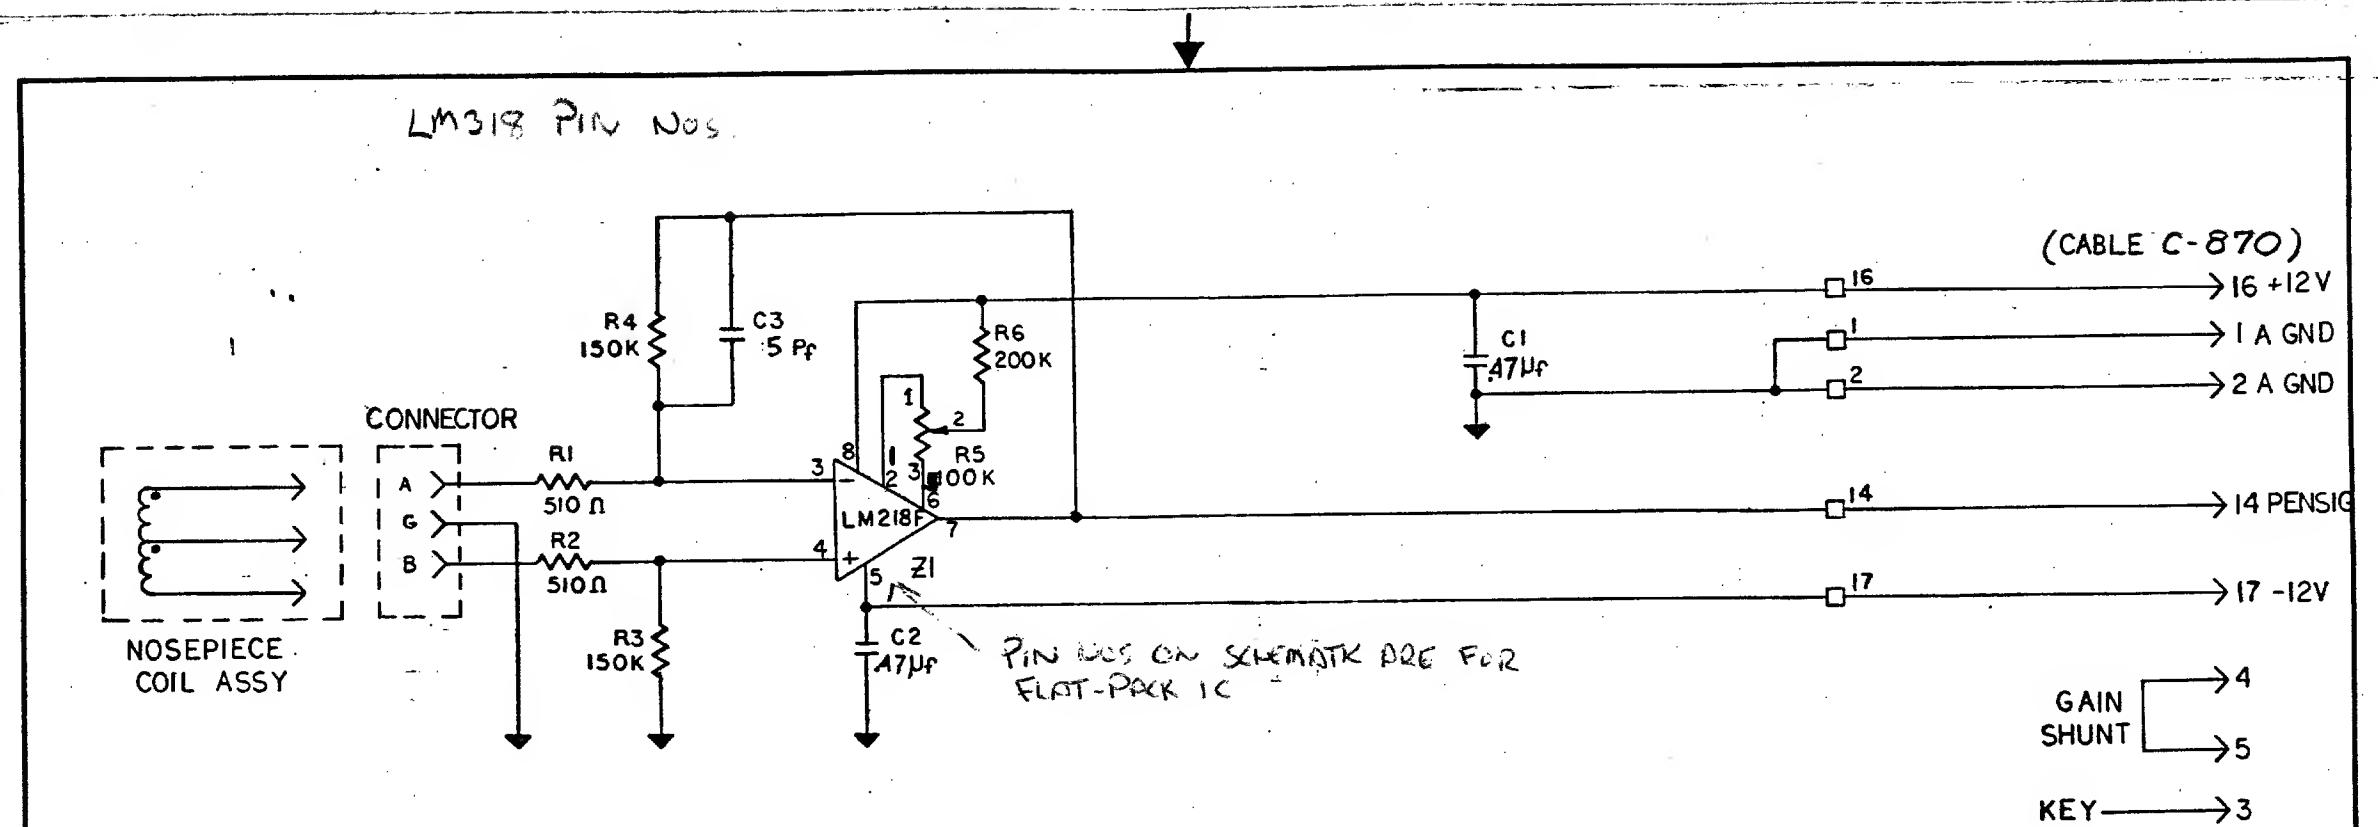 LM318 PIN NOS.
(CABLE C-870)
16
16 +12V
R4
150K
C3
5 Pf
R6
200K
C1
.47µf
1
1 A GND
2
2 A GND
1
2
CONNECTOR
R1
510Ω
A
3
8
1
2
3
R5
100K
6
G
LM218F
7
14
14 PENSIG
R2
510Ω
B
4
5
Z1
17
17 -12V
NOSEPIECE
COIL ASSY
R3
150K
C2
.47µf
PIN NOS ON SCHEMATIC ARE FOR
FLAT-PACK IC
GAIN
SHUNT
4
5
KEY
3